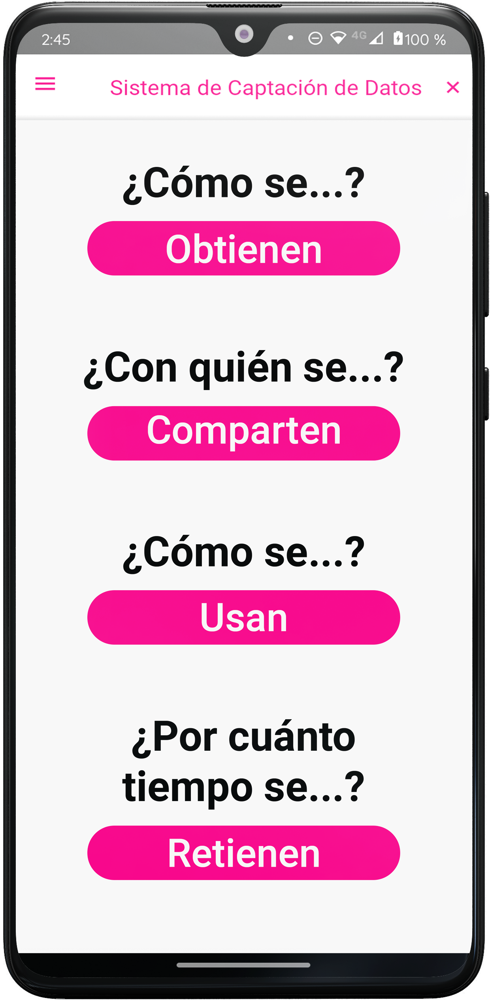 2:45 4G 100 %
Sistema de Captación de Datos
¿Cómo se...?
Obtienen
¿Con quién se...?
Comparten
¿Cómo se...?
Usan
¿Por cuánto
tiempo se...?
Retienen